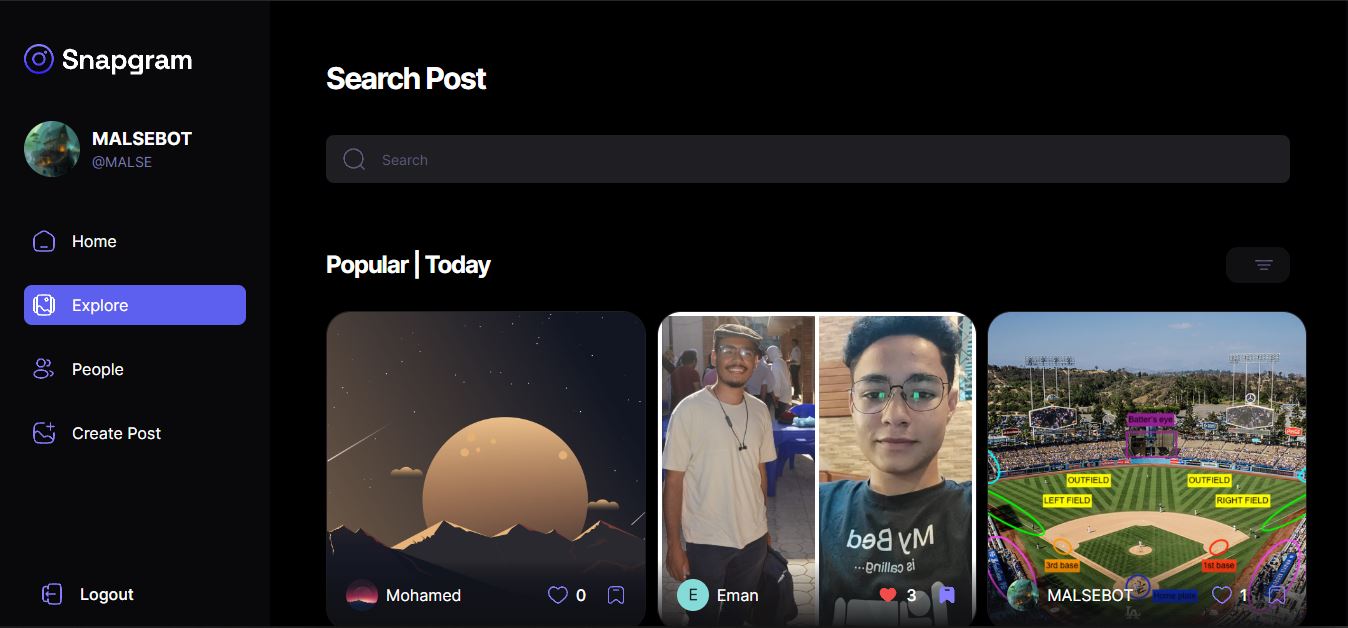 Snapgram
MALSEBOT
@MALSE
Home
Explore
People
Create Post
Logout
Search Post
Search
Popular | Today
Mohamed
0
My Bed
is calling...
E
Eman
3
Batter's eye
OUTFIELD
OUTFIELD
LEFT FIELD
RIGHT FIELD
3rd base
1st base
Home plate
LA
MALSEBOT
1